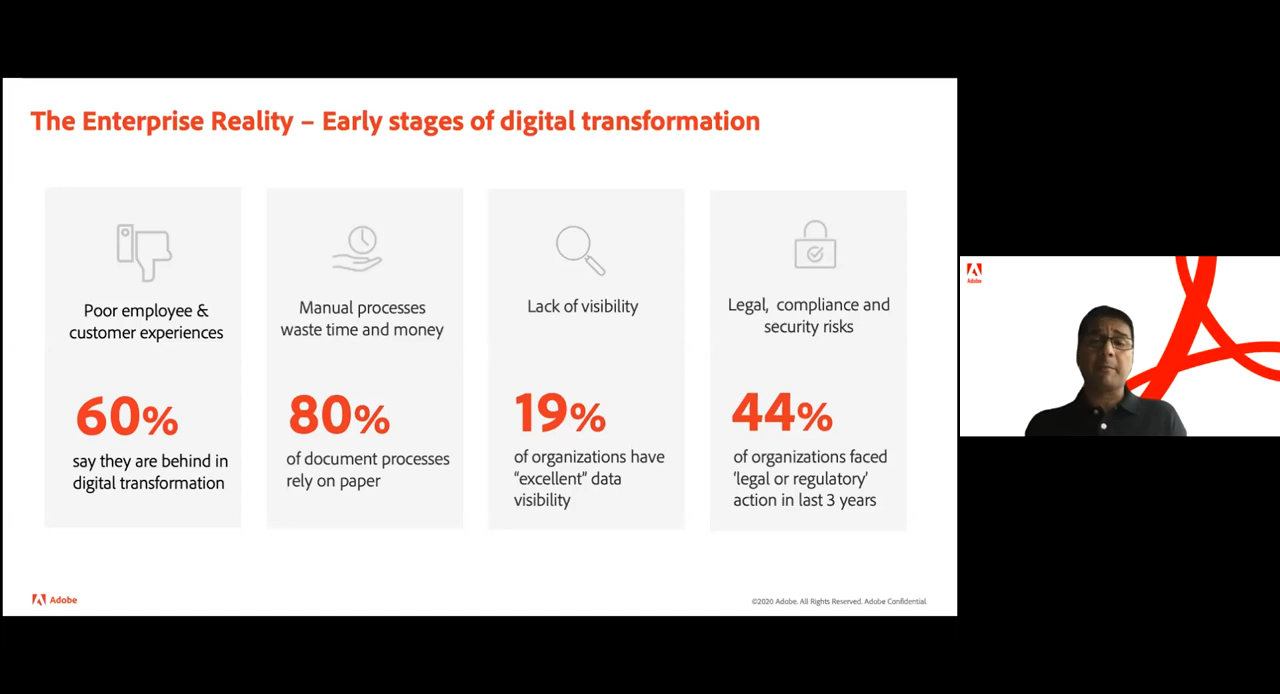 The Enterprise Reality – Early stages of digital transformation
Poor employee &
customer experiences
60%
say they are behind in
digital transformation
Manual processes
waste time and money
80%
of document processes
rely on paper
Lack of visibility
19%
of organizations have
“excellent” data
visibility
Legal,  compliance and
security risks
44%
of organizations faced
‘legal or regulatory’
action in last 3 years
Adobe
©2020 Adobe. All Rights Reserved. Adobe Confidential.
Adobe